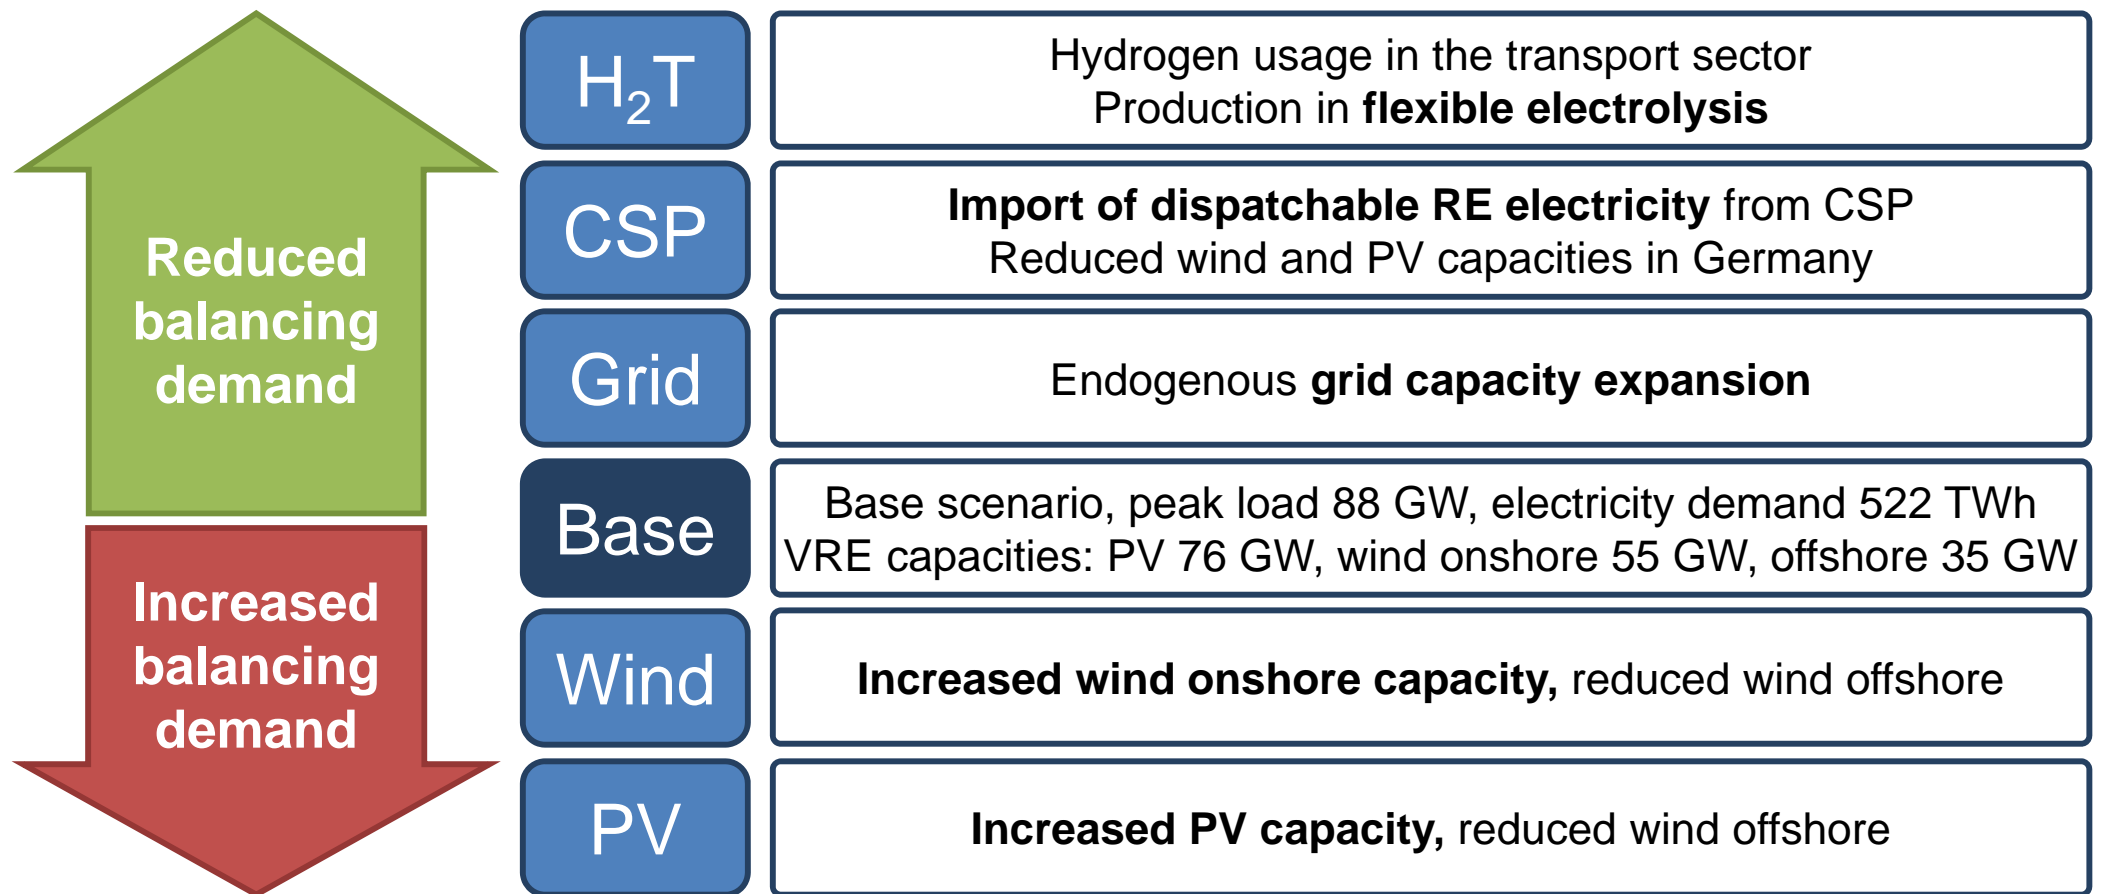 Reduced
balancing
demand
Increased
balancing
demand
H₂T
Hydrogen usage in the transport sector
Production in flexible electrolysis
CSP
Import of dispatchable RE electricity from CSP
Reduced wind and PV capacities in Germany
Grid
Endogenous grid capacity expansion
Base
Base scenario, peak load 88 GW, electricity demand 522 TWh
VRE capacities: PV 76 GW, wind onshore 55 GW, offshore 35 GW
Wind
Increased wind onshore capacity, reduced wind offshore
PV
Increased PV capacity, reduced wind offshore